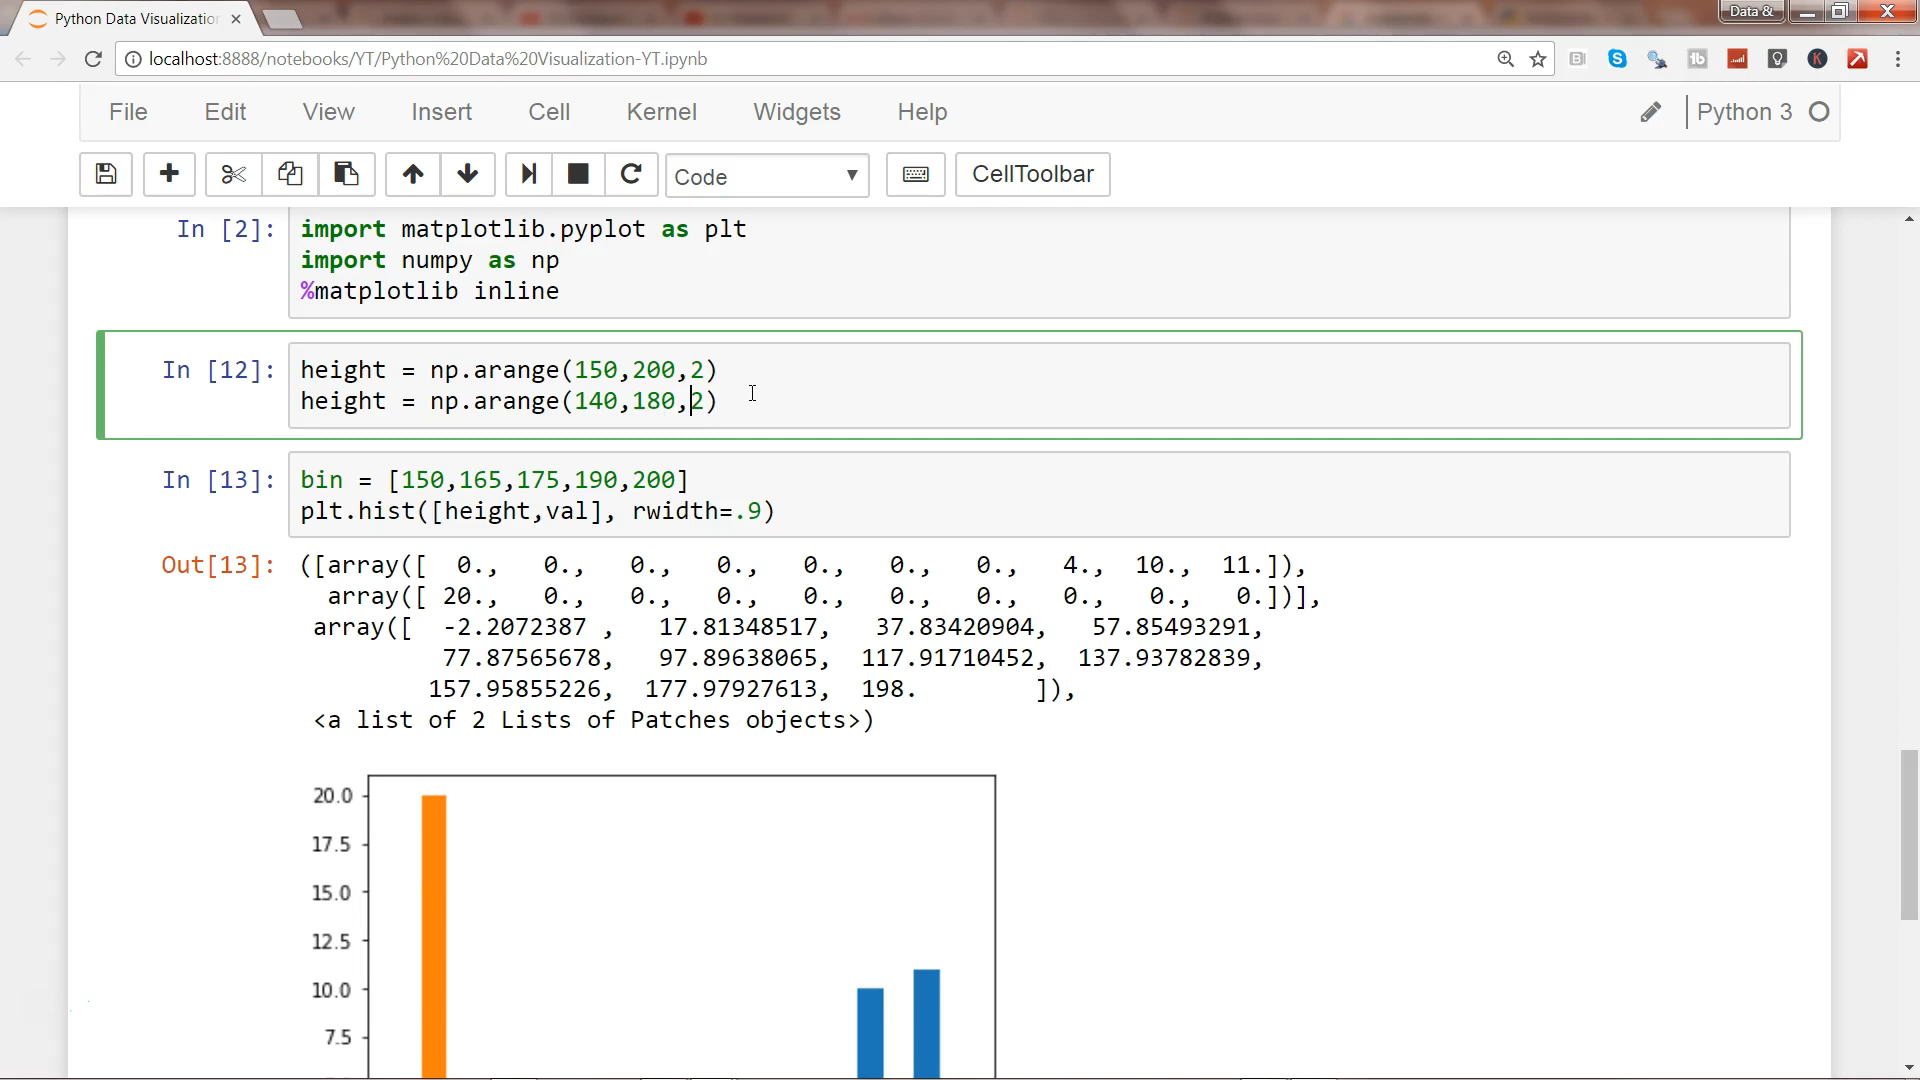 Python Data Visualization
Data &
localhost:8888/notebooks/YT/Python%20Data%20Visualization-YT.ipynb
File Edit View Insert Cell Kernel Widgets Help Python 3
Code CellToolbar
In [2]: import matplotlib.pyplot as plt
import numpy as np
%matplotlib inline
In [12]: height = np.arange(150,200,2)
height = np.arange(140,180,2)
In [13]: bin = [150,165,175,190,200]
plt.hist([height,val], rwidth=.9)
Out[13]: ([array([ 0., 0., 0., 0., 0., 0., 0., 4., 10., 11.]),
array([ 20., 0., 0., 0., 0., 0., 0., 0., 0., 0.])],
array([ -2.2072387 , 17.81348517, 37.83420904, 57.85493291,
77.87565678, 97.89638065, 117.91710452, 137.93782839,
157.95855226, 177.97927613, 198. ]),
<a list of 2 Lists of Patches objects>)
20.0
17.5
15.0
12.5
10.0
7.5